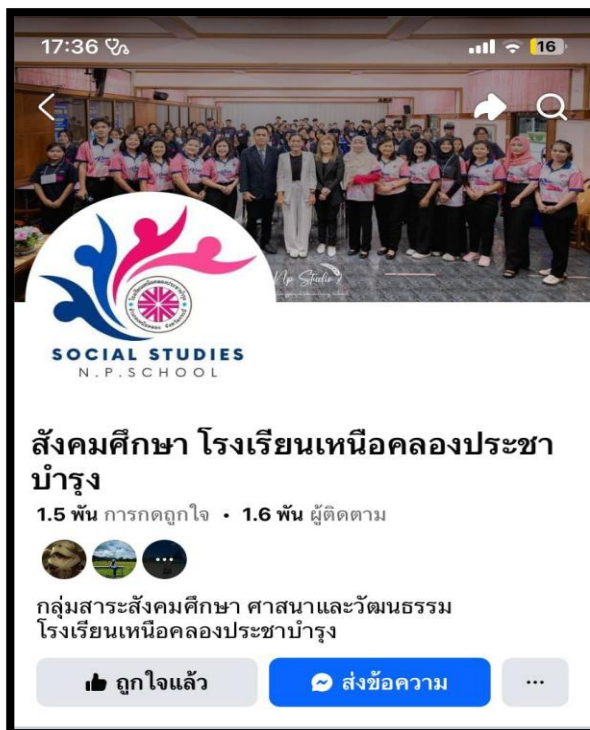 17:36
16
Np Studio
SOCIAL STUDIES
N.P.SCHOOL
สังคมศึกษา โรงเรียนเหนือคลองประชา
บำรุง
1.5 พัน การกดถูกใจ • 1.6 พัน ผู้ติดตาม
กลุ่มสาระสังคมศึกษา ศาสนาและวัฒนธรรม
โรงเรียนเหนือคลองประชาบำรุง
ถูกใจแล้ว
ส่งข้อความ